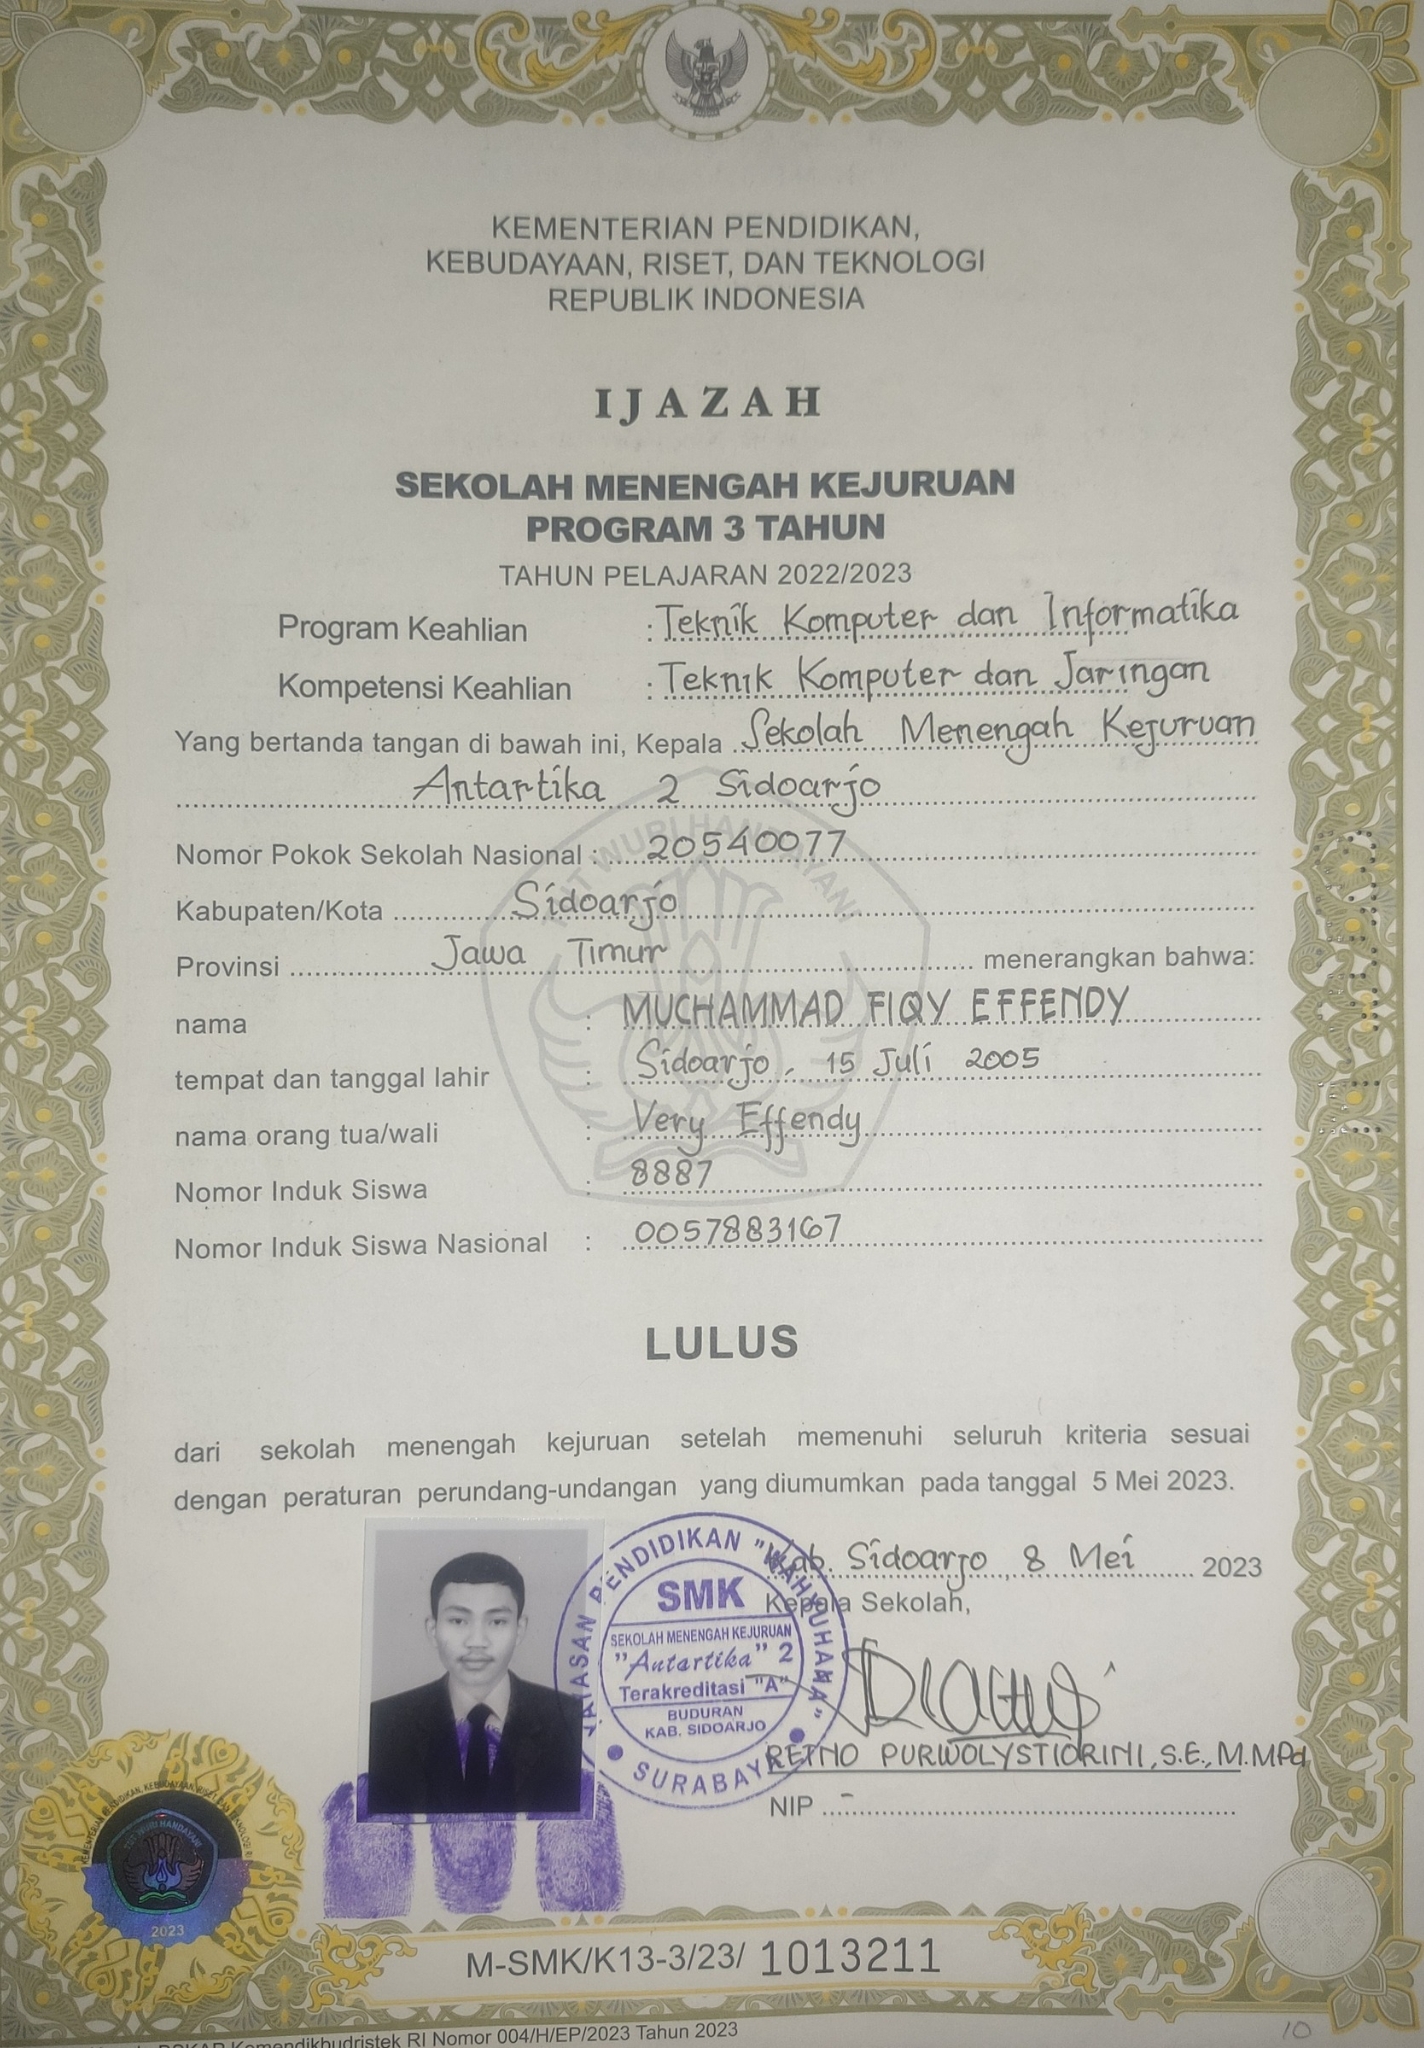 KEMENTERIAN PENDIDIKAN,
KEBUDAYAAN, RISET, DAN TEKNOLOGI
REPUBLIK INDONESIA
IJAZAH
SEKOLAH MENENGAH KEJURUAN
PROGRAM 3 TAHUN
TAHUN PELAJARAN 2022/2023
Program Keahlian : Teknik Komputer dan Informatika
Kompetensi Keahlian : Teknik Komputer dan Jaringan
Yang bertanda tangan di bawah ini, Kepala Sekolah Menengah Kejuruan
Antartika 2 Sidoarjo
Nomor Pokok Sekolah Nasional : 20540077
Kabupaten/Kota Sidoarjo
Provinsi Jawa Timur menerangkan bahwa:
nama : MUCHAMMAD FIQY EFFENDY
tempat dan tanggal lahir : Sidoarjo, 15 Juli 2005
nama orang tua/wali : Very Effendy
Nomor Induk Siswa : 8887
Nomor Induk Siswa Nasional : 0057883167
TUT WURI HANDAYANI
LULUS
dari sekolah menengah kejuruan setelah memenuhi seluruh kriteria sesuai
dengan peraturan perundang-undangan yang diumumkan pada tanggal 5 Mei 2023.
Kab. Sidoarjo, 8 Mei 2023
Kepala Sekolah,
YAYASAN PENDIDIKAN
SMK
SEKOLAH MENENGAH KEJURUAN
"Antartika" 2
Terakreditasi "A"
BUDURAN
KAB. SIDOARJO
SURABAYA
RETNO PURWOLYSTIORINI, S.E., M.MPd
NIP -
TUT WURI HANDAYANI
2023
M-SMK/K13-3/23/ 1013211
Kemendikbudristek RI Nomor 004/H/EP/2023 Tahun 2023
10